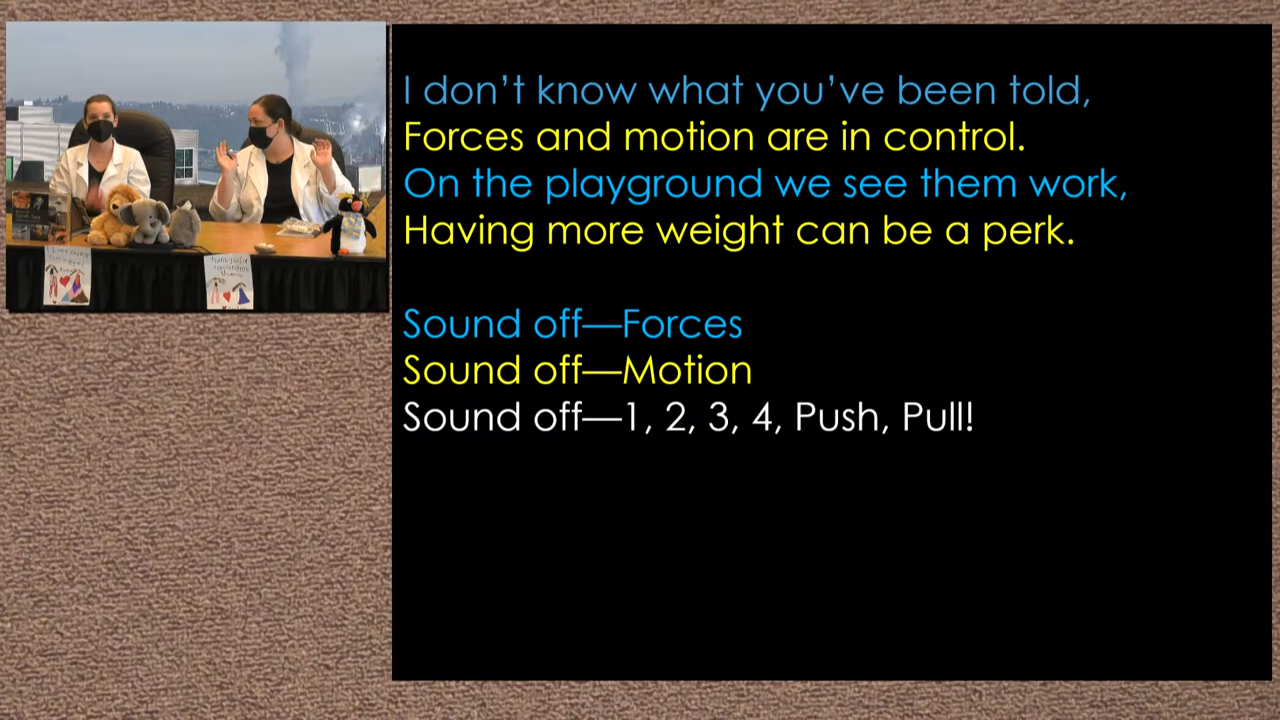 I don't know what you've been told,
Forces and motion are in control.
On the playground we see them work,
Having more weight can be a perk.
Sound off—Forces
Sound off—Motion
Sound off—1, 2, 3, 4, Push, Pull!